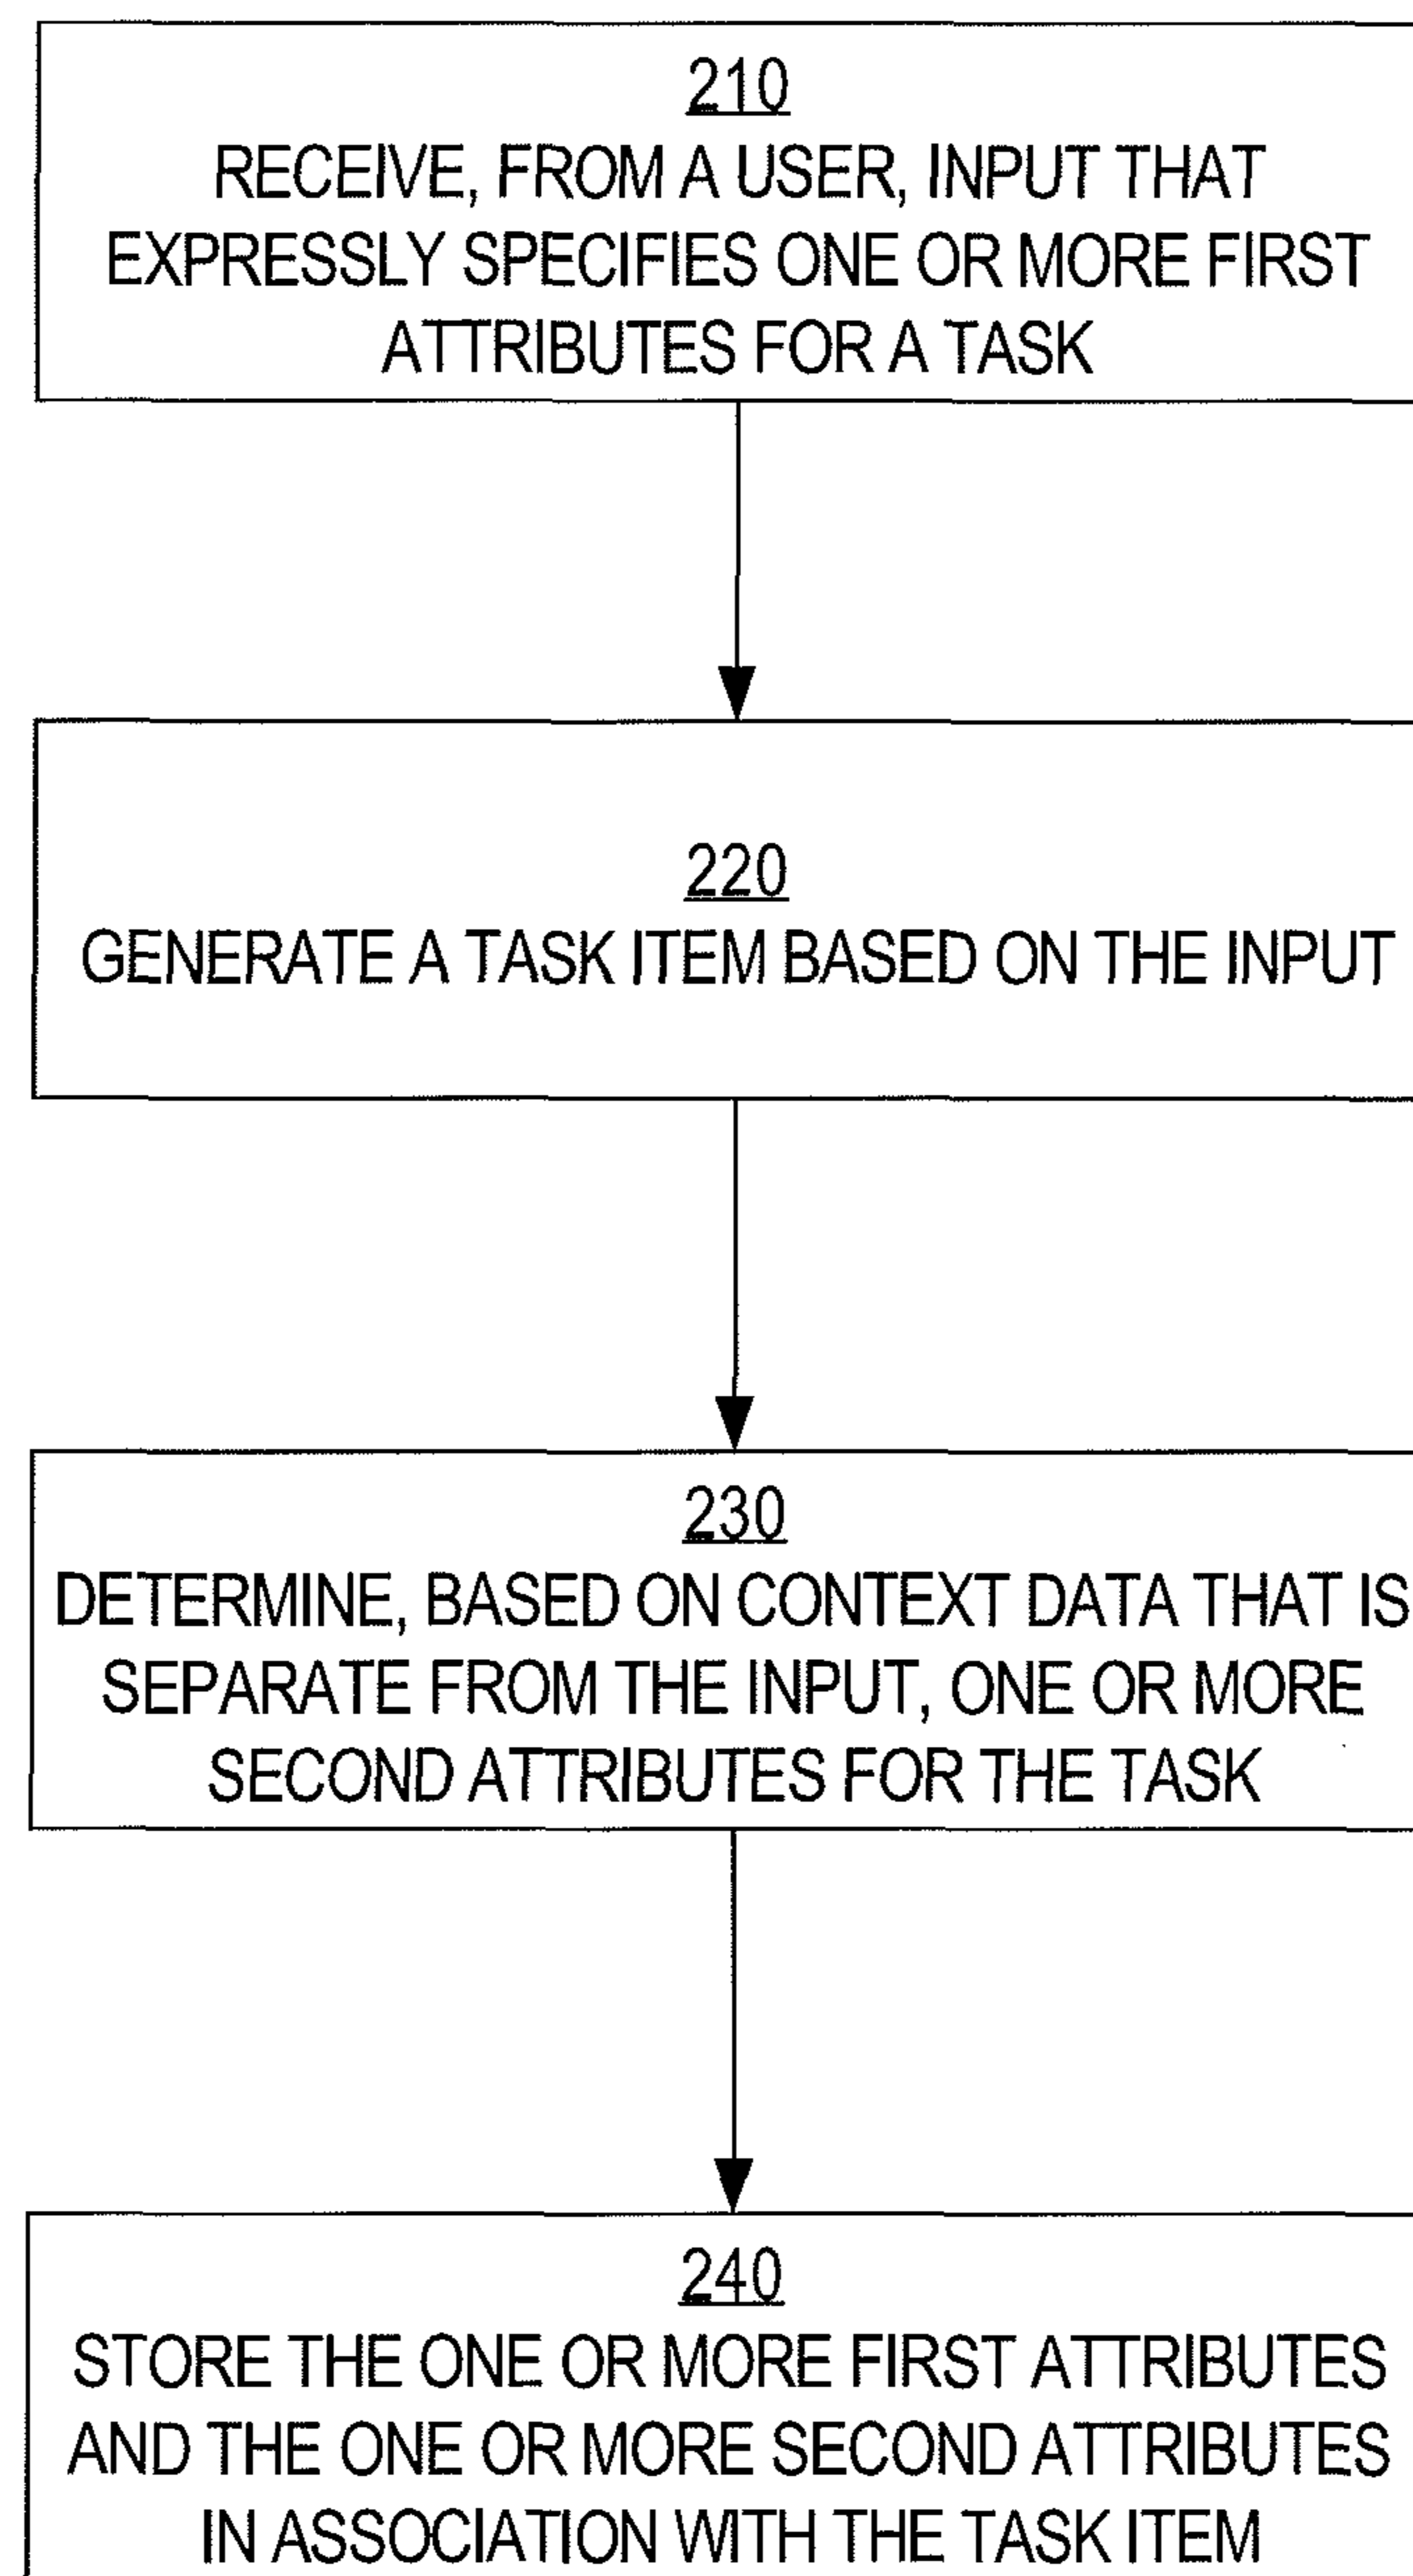 210
RECEIVE, FROM A USER, INPUT THAT
EXPRESSLY SPECIFIES ONE OR MORE FIRST
ATTRIBUTES FOR A TASK
220
GENERATE A TASK ITEM BASED ON THE INPUT
230
DETERMINE, BASED ON CONTEXT DATA THAT IS
SEPARATE FROM THE INPUT, ONE OR MORE
SECOND ATTRIBUTES FOR THE TASK
240
STORE THE ONE OR MORE FIRST ATTRIBUTES
AND THE ONE OR MORE SECOND ATTRIBUTES
IN ASSOCIATION WITH THE TASK ITEM